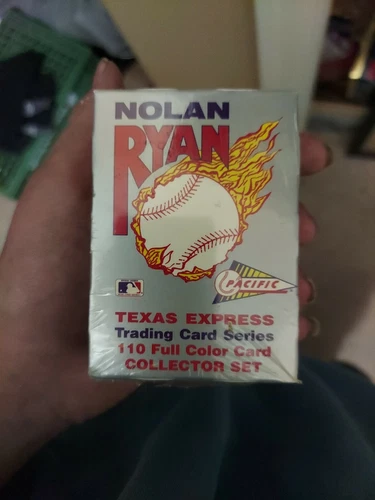 NOLAN
RYAN
PACIFIC
TEXAS EXPRESS
Trading Card Series
110 Full Color Card
COLLECTOR SET